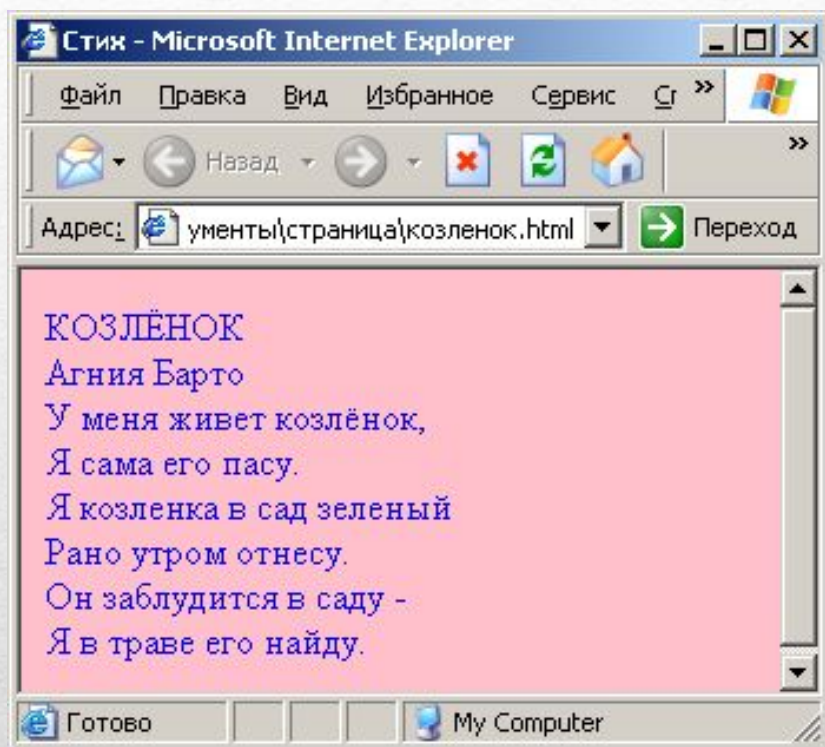 Стих - Microsoft Internet Explorer
Файл Правка Вид Избранное Сервис »
Назад »
Адрес: ументы\страница\козленок.html Переход
КОЗЛЁНОК
Агния Барто
У меня живет козлёнок,
Я сама его пасу.
Я козленка в сад зеленый
Рано утром отнесу.
Он заблудится в саду -
Я в траве его найду.
Готово My Computer